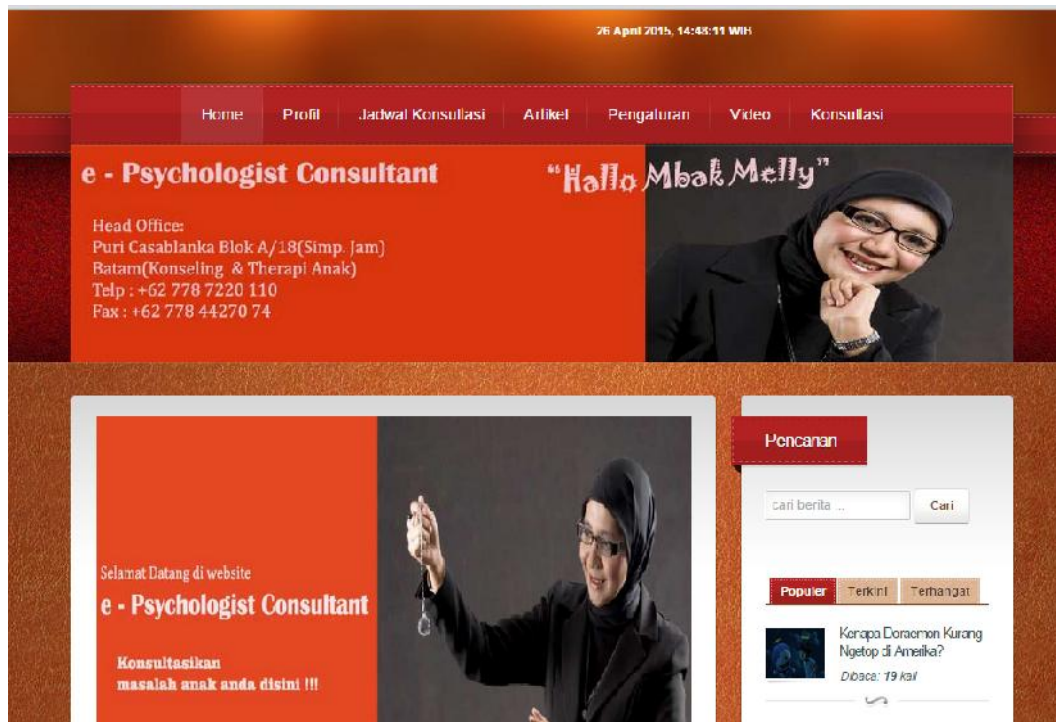 26 April 2015, 14:48:11 WIB
Home Profil Jadwal Konsultasi Artikel Pengaturan Video Konsultasi
e - Psychologist Consultant
"Hallo Mbak Melly"
Head Office:
Puri Casablanka Blok A/18(Simp. Jam)
Batam(Konseling & Therapi Anak)
Telp : +62 778 7220 110
Fax : +62 778 44270 74
Selamat Datang di website
e - Psychologist Consultant
Konsultasikan
masalah anak anda disini !!!
Pencarian
cari berita ...
Cari
Populer Terkini Terhangat
Kenapa Doraemon Kurang
Ngetop di Amerika?
Dibaca: 19 kali